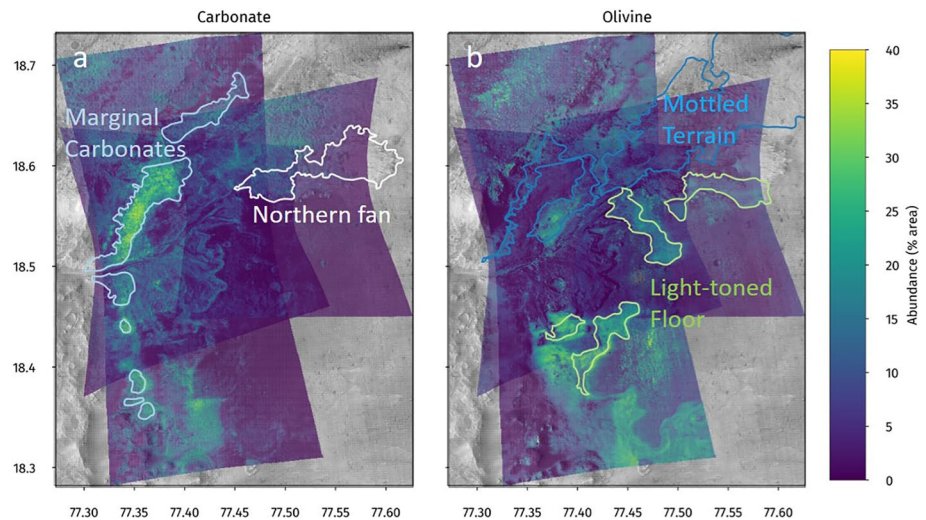 Carbonate
Olivine
a
b
Marginal
Carbonates
Northern fan
Mottled
Terrain
Light-toned
Floor
18.7
18.6
18.5
18.4
18.3
77.30 77.35 77.40 77.45 77.50 77.55 77.60
77.30 77.35 77.40 77.45 77.50 77.55 77.60
40
35
30
25
20
15
10
5
0
Abundance (% area)